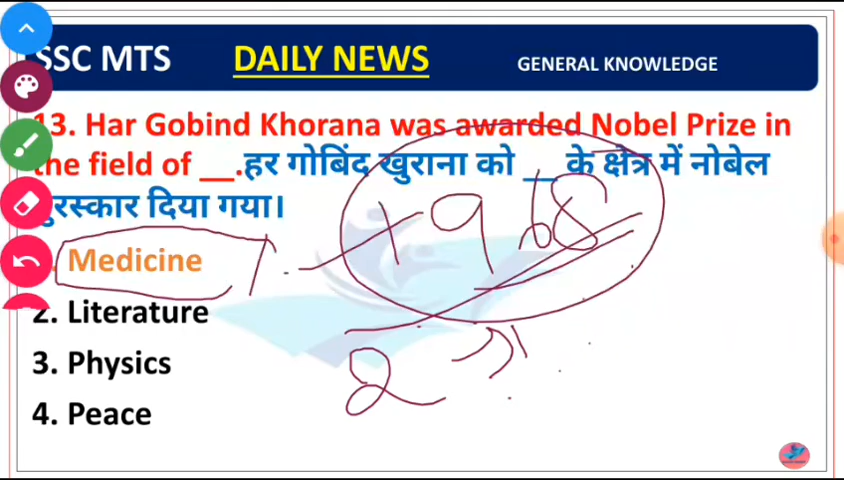 SSC MTS DAILY NEWS GENERAL KNOWLEDGE
13. Har Gobind Khorana was awarded Nobel Prize in
the field of __.हर गोबिंद खुराना को __ के क्षेत्र में नोबेल
पुरस्कार दिया गया।
Medicine
1968
2. Literature
3. Physics
4. Peace